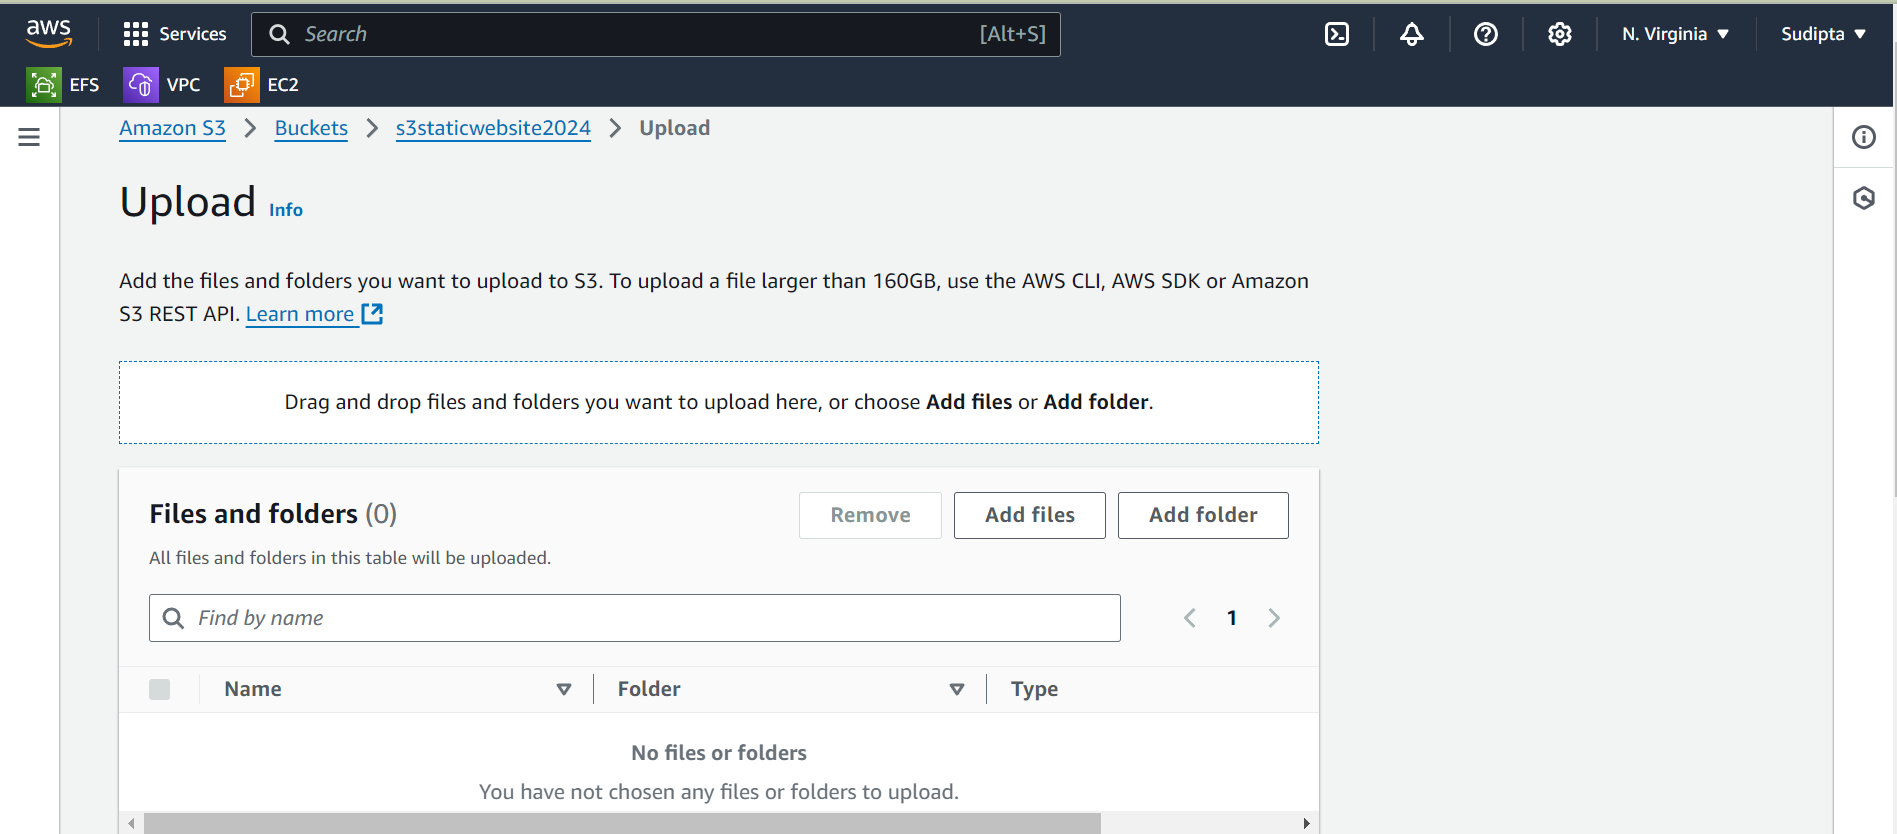 aws Services Search [Alt+S] N. Virginia Sudipta
EFS VPC EC2
Amazon S3 Buckets s3staticwebsite2024 Upload
Upload Info
Add the files and folders you want to upload to S3. To upload a file larger than 160GB, use the AWS CLI, AWS SDK or Amazon
S3 REST API. Learn more
Drag and drop files and folders you want to upload here, or choose Add files or Add folder.
Files and folders (0) Remove Add files Add folder
All files and folders in this table will be uploaded.
Find by name 1
Name Folder Type
No files or folders
You have not chosen any files or folders to upload.